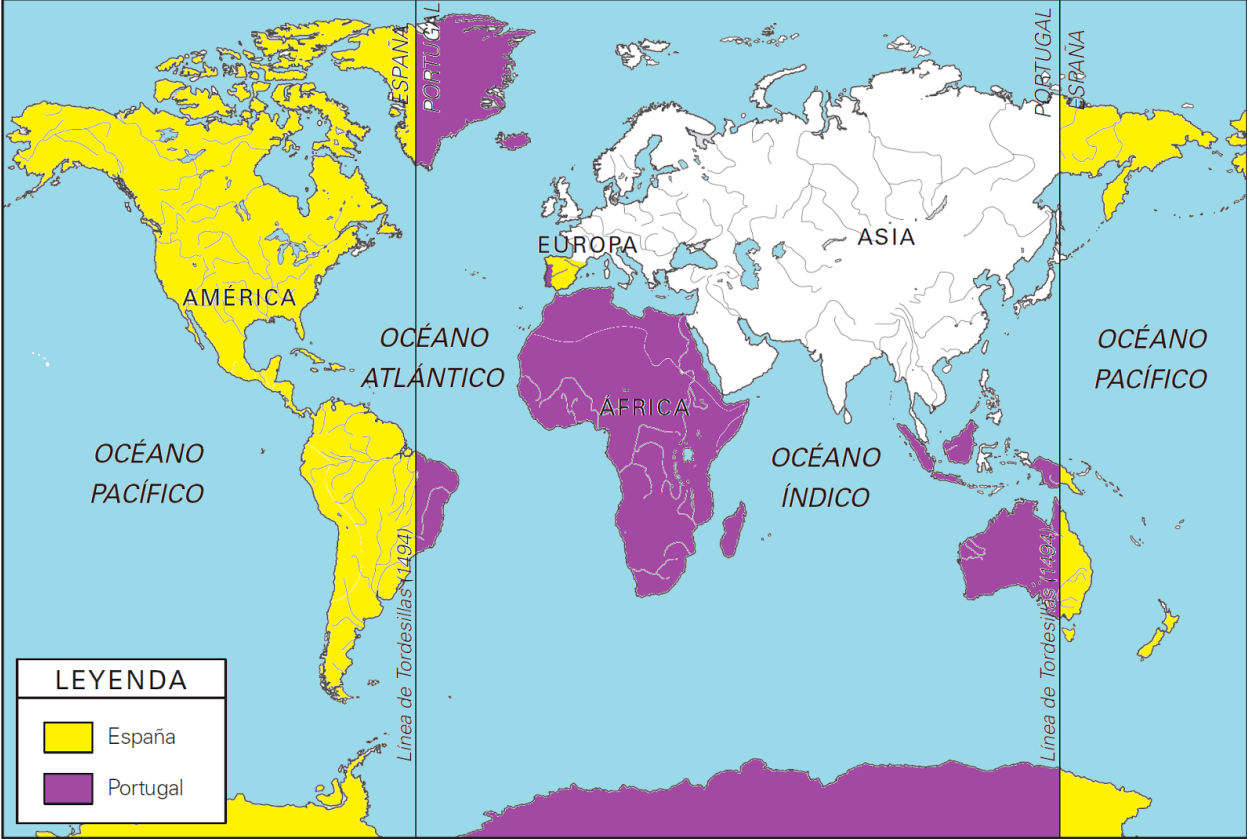 ESPAÑA
PORTUGAL
PORTUGAL
ESPAÑA
EUROPA
ASIA
AMÉRICA
OCÉANO
ATLÁNTICO
OCÉANO
PACÍFICO
ÁFRICA
OCÉANO
PACÍFICO
OCÉANO
ÍNDICO
Línea de Tordesillas (1494)
Línea de Tordesillas (1494)
LEYENDA
España
Portugal